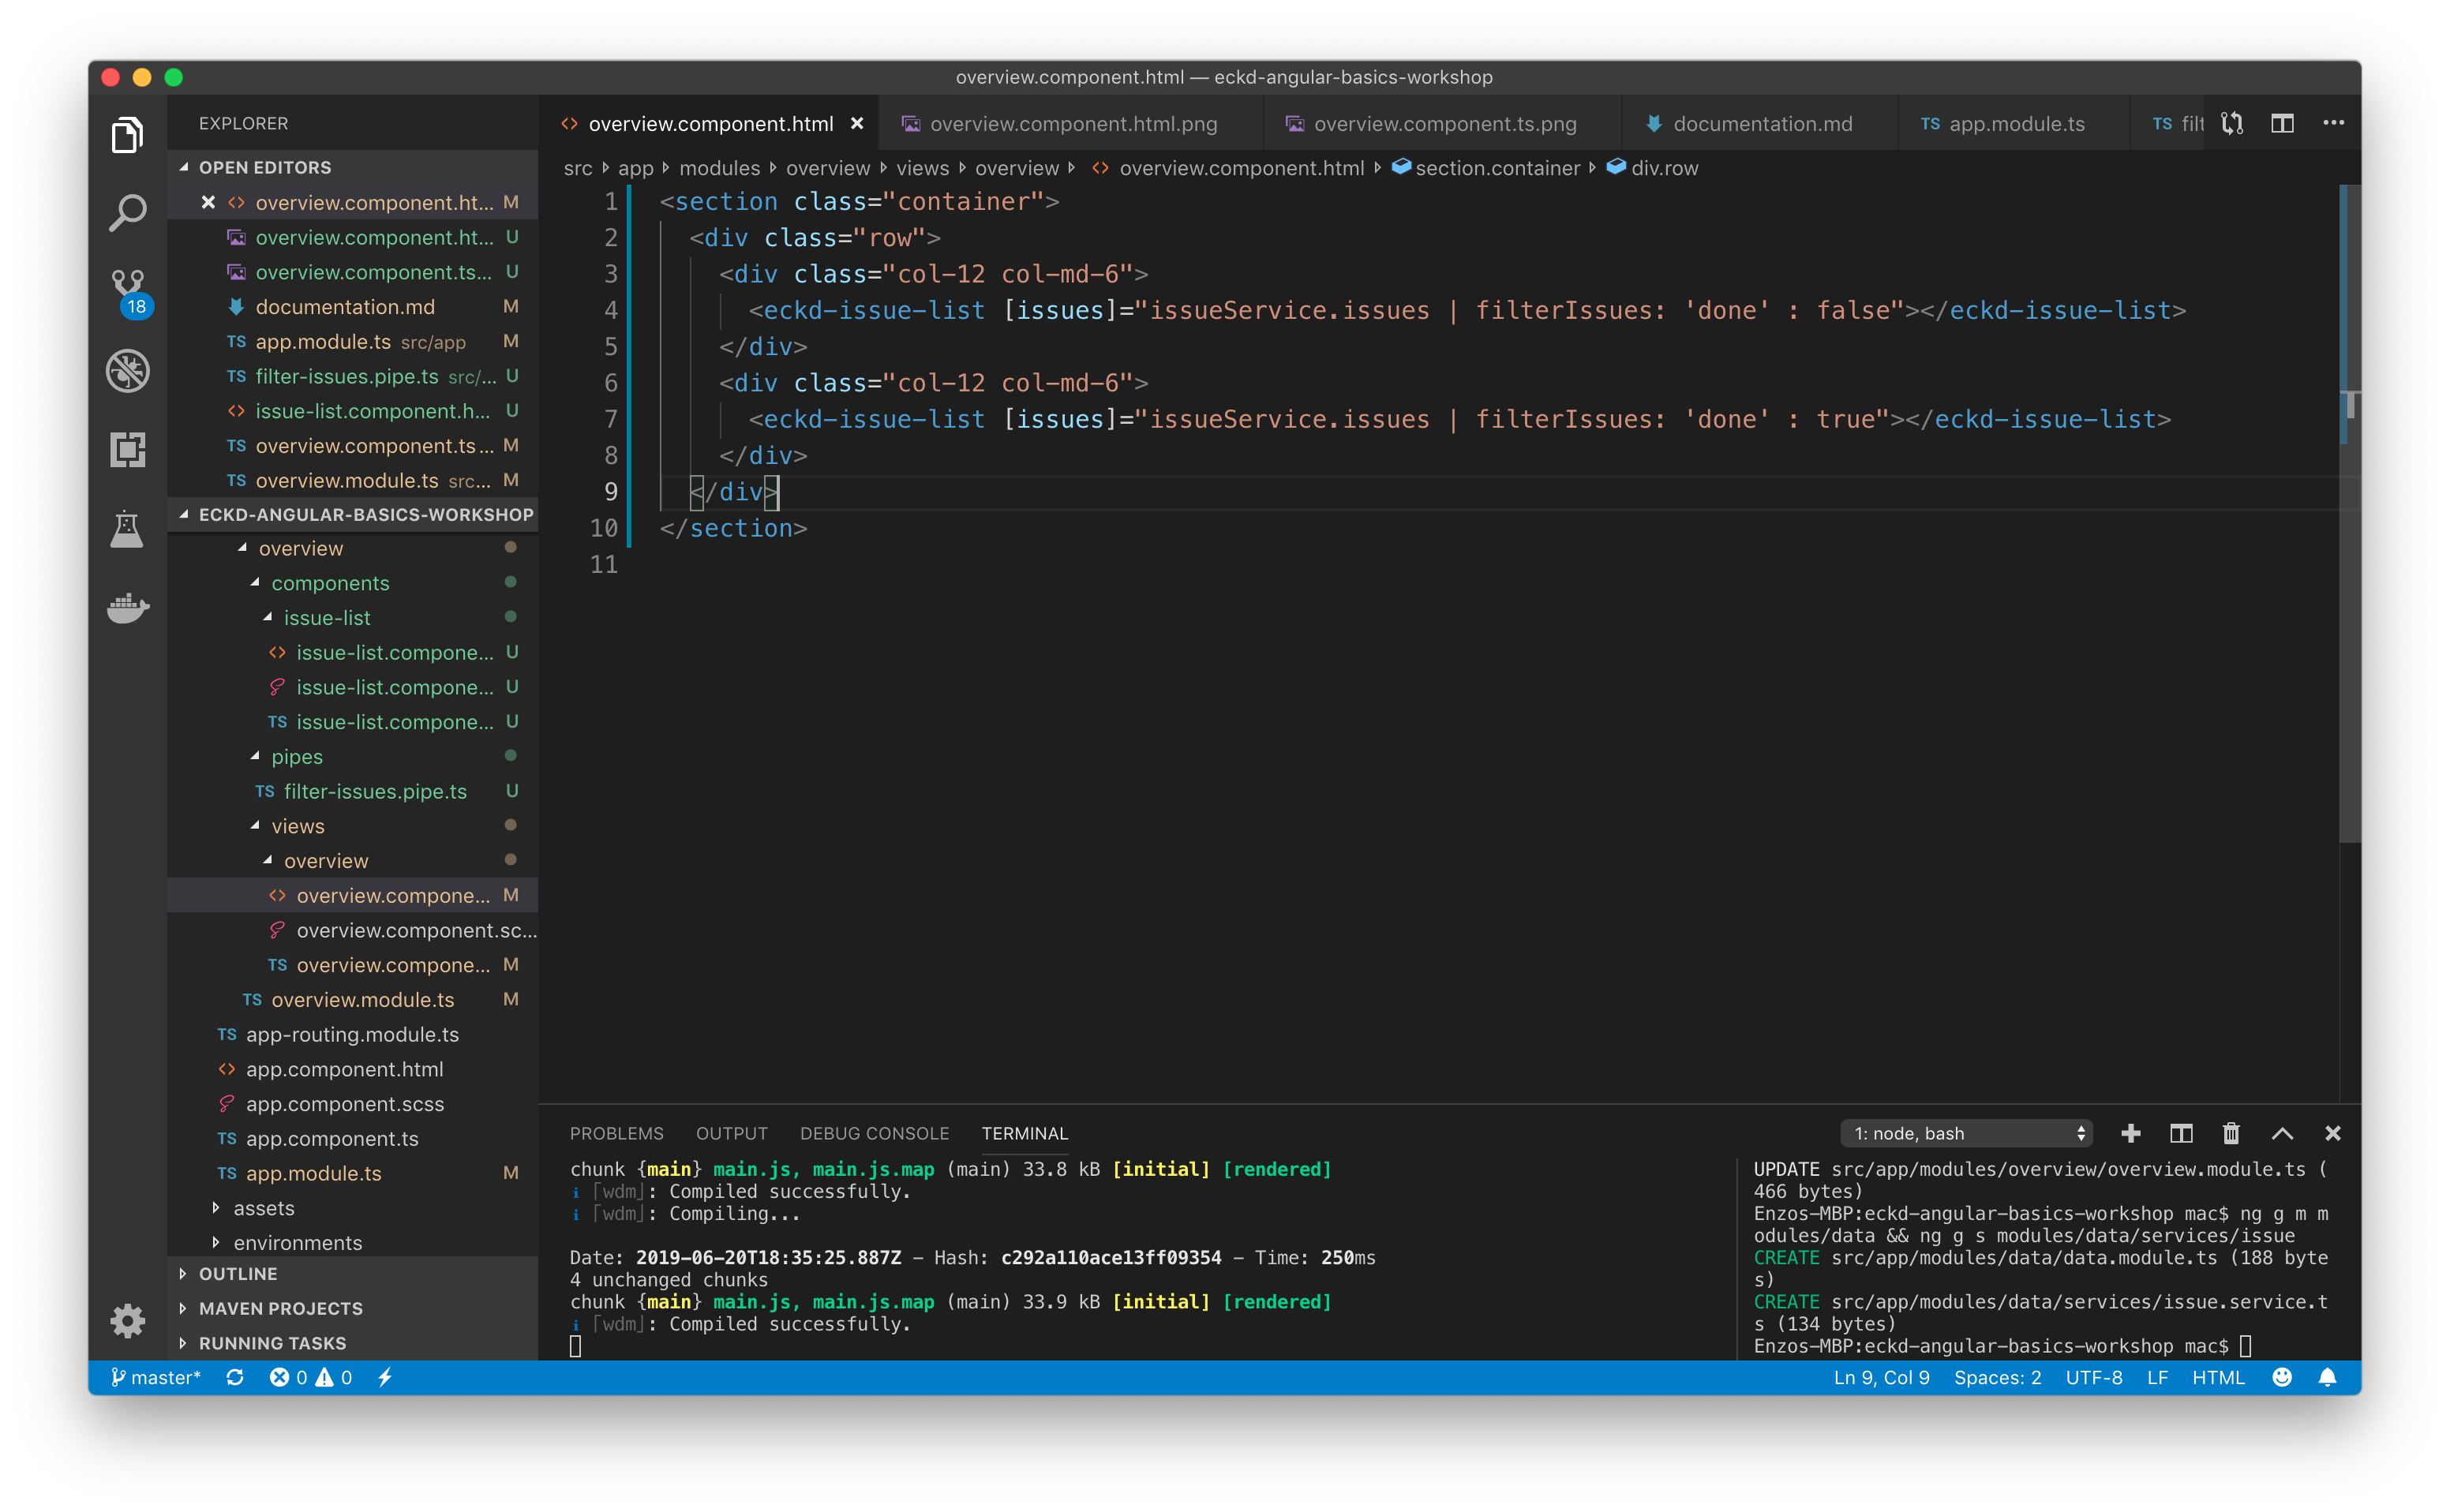 overview.component.html — eckd-angular-basics-workshop
EXPLORER
OPEN EDITORS
overview.component.ht... M
overview.component.ht... U
overview.component.ts... U
documentation.md M
TS app.module.ts src/app M
TS filter-issues.pipe.ts src/... U
issue-list.component.h... U
TS overview.component.ts ... M
TS overview.module.ts src... M
ECKD-ANGULAR-BASICS-WORKSHOP
overview
components
issue-list
issue-list.compone... U
issue-list.compone... U
TS issue-list.compone... U
pipes
TS filter-issues.pipe.ts U
views
overview
overview.compone... M
overview.component.sc...
TS overview.compone... M
TS overview.module.ts M
TS app-routing.module.ts
app.component.html
app.component.scss
TS app.component.ts
TS app.module.ts M
assets
environments
OUTLINE
MAVEN PROJECTS
RUNNING TASKS
18
overview.component.html overview.component.html.png overview.component.ts.png documentation.md TS app.module.ts TS filt
src app modules overview views overview overview.component.html section.container div.row
1 <section class="container">
2 <div class="row">
3 <div class="col-12 col-md-6">
4 <eckd-issue-list [issues]="issueService.issues | filterIssues: 'done' : false"></eckd-issue-list>
5 </div>
6 <div class="col-12 col-md-6">
7 <eckd-issue-list [issues]="issueService.issues | filterIssues: 'done' : true"></eckd-issue-list>
8 </div>
9 </div>
10 </section>
11
PROBLEMS OUTPUT DEBUG CONSOLE TERMINAL 1: node, bash
chunk {main} main.js, main.js.map (main) 33.8 kB [initial] [rendered]
i ｢wdm｣: Compiled successfully.
i ｢wdm｣: Compiling...
Date: 2019-06-20T18:35:25.887Z - Hash: c292a110ace13ff09354 - Time: 250ms
4 unchanged chunks
chunk {main} main.js, main.js.map (main) 33.9 kB [initial] [rendered]
i ｢wdm｣: Compiled successfully.
UPDATE src/app/modules/overview/overview.module.ts (
466 bytes)
Enzos-MBP:eckd-angular-basics-workshop mac$ ng g m m
odules/data && ng g s modules/data/services/issue
CREATE src/app/modules/data/data.module.ts (188 byte
s)
CREATE src/app/modules/data/services/issue.service.t
s (134 bytes)
Enzos-MBP:eckd-angular-basics-workshop mac$
master* 0 0 Ln 9, Col 9 Spaces: 2 UTF-8 LF HTML